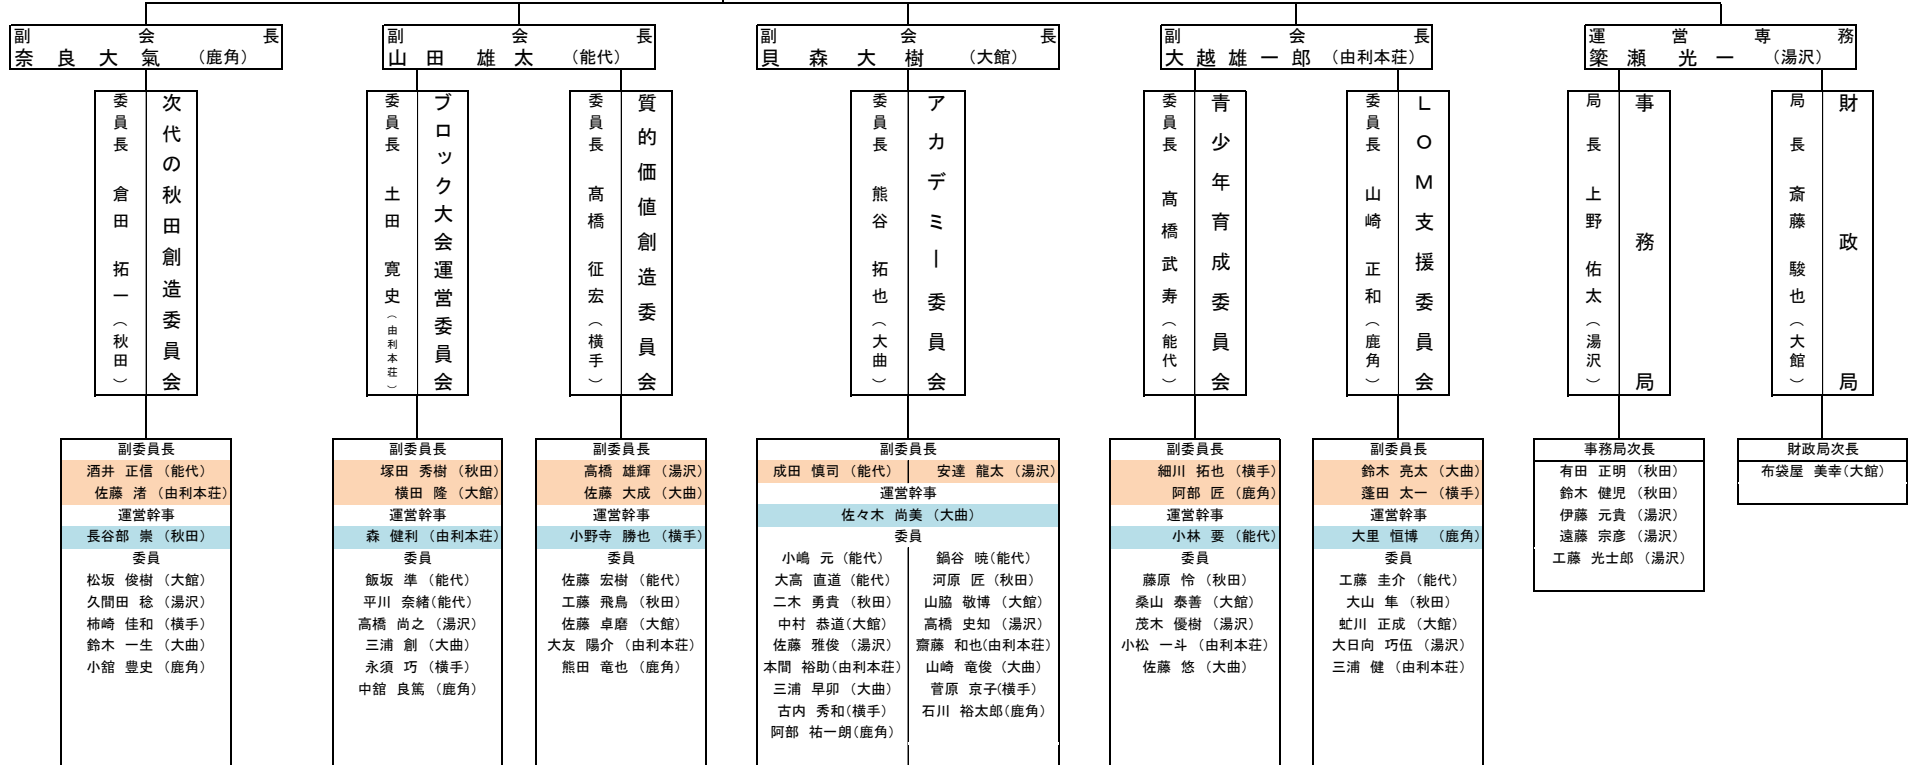 副会長
奈良大氣 （鹿角）
次代の秋田創造委員会
委員長 倉田 拓一（秋田）
副委員長
酒井 正信 （能代）
佐藤 渚 （由利本荘）
運営幹事
長谷部 崇 （秋田）
委員
松坂 俊樹 （大館）
久間田 稔 （湯沢）
柿崎 佳和 （横手）
鈴木 一生 （大曲）
小舘 豊史 （鹿角）
副会長
山田 雄太 （能代）
ブロック大会運営委員会
委員長 土田 寛史（由利本荘）
副委員長
塚田 秀樹 （秋田）
横田 隆 （大館）
運営幹事
森 健利 （由利本荘）
委員
飯坂 準 （能代）
平川 奈緒(能代）
高橋 尚之 （湯沢）
三浦 創 （大曲）
永須 巧 （横手）
中舘 良篤 （鹿角）
質的価値創造委員会
委員長 髙橋 征宏（横手）
副委員長
高橋 雄輝 （湯沢）
佐藤 大成 （大曲）
運営幹事
小野寺 勝也 （横手）
委員
佐藤 宏樹 （能代）
工藤 飛鳥 （秋田）
佐藤 卓磨 （大館）
大友 陽介 （由利本荘）
熊田 竜也 （鹿角）
副会長
貝森大樹 （大館）
アカデミー委員会
委員長 熊谷 拓也（大曲）
副委員長
成田 慎司 （能代） 安達 龍太 （湯沢）
運営幹事
佐々木 尚美 （大曲）
委員
小嶋 元 （能代） 鍋谷 暁(能代）
大高 直道 （能代） 河原 匠 （秋田）
二木 勇貴 （秋田） 山脇 敬博 （大館）
中村 恭道(大館） 高橋 史知 （湯沢）
佐藤 雅俊 （湯沢） 齋藤 和也(由利本荘）
本間 裕助(由利本荘） 山崎 竜俊 （大曲）
三浦 早卯 （大曲） 菅原 京子(横手）
古内 秀和(横手） 石川 裕太郎(鹿角）
阿部 祐一朗(鹿角）
副会長
大越雄一郎 （由利本荘）
青少年育成委員会
委員長 髙橋武寿（能代）
副委員長
細川 拓也 （横手）
阿部 匠 （鹿角）
運営幹事
小林 要 （能代）
委員
藤原 怜 （秋田）
桑山 泰善 （大館）
茂木 優樹 （湯沢）
小松 一斗 （由利本荘）
佐藤 悠 （大曲）
ＬＯＭ支援委員会
委員長 山崎 正和（鹿角）
副委員長
鈴木 亮太 （大曲）
蓬田 太一 （横手）
運営幹事
大里 恒博 （鹿角）
委員
工藤 圭介 （能代）
大山 隼 （秋田）
虻川 正成 （大館）
大日向 巧伍 （湯沢）
三浦 健 （由利本荘）
運営専務
簗瀬 光一 （湯沢）
事務局
局長 上野 佑太（湯沢）
事務局次長
有田 正明 （秋田）
鈴木 健児 （秋田）
伊藤 元貴 （湯沢）
遠藤 宗彦 （湯沢）
工藤 光士郎 （湯沢）
財政局
局長 斎藤 駿也（大館）
財政局次長
布袋屋 美幸(大館）